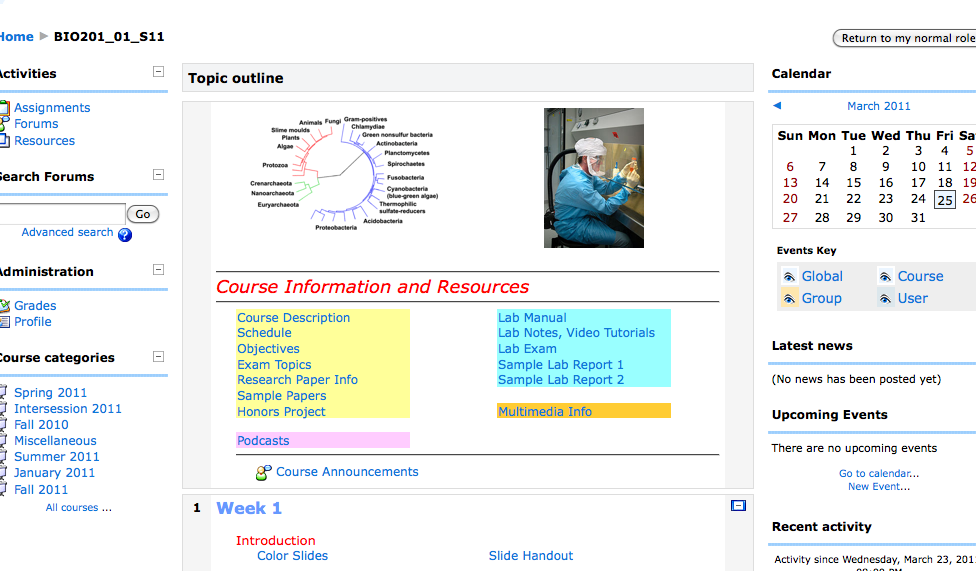 Home ► BIO201_01_S11
Return to my normal role
Activities
Assignments
Forums
Resources
Search Forums
Go
Advanced search ?
Administration
Grades
Profile
Course categories
Spring 2011
Intersession 2011
Fall 2010
Miscellaneous
Summer 2011
January 2011
Fall 2011
All courses ...
Topic outline
Animals
Fungi
Gram-positives
Slime moulds
Chlamydiae
Plants
Green nonsulfur bacteria
Algae
Actinobacteria
Planctomycetes
Protozoa
Spirochaetes
Fusobacteria
Crenarchaeota
Cyanobacteria
(blue-green algae)
Nanoarchaeota
Euryarchaeota
Thermophilic
sulfate-reducers
Acidobacteria
Proteobacteria
Course Information and Resources
Course Description
Schedule
Objectives
Exam Topics
Research Paper Info
Sample Papers
Honors Project
Podcasts
Lab Manual
Lab Notes, Video Tutorials
Lab Exam
Sample Lab Report 1
Sample Lab Report 2
Multimedia Info
Course Announcements
1 Week 1
Introduction
Color Slides Slide Handout
Calendar
◄ March 2011
Sun Mon Tue Wed Thu Fri Sa
1 2 3 4 5
6 7 8 9 10 11 12
13 14 15 16 17 18 19
20 21 22 23 24 25 26
27 28 29 30 31
Events Key
Global Course
Group User
Latest news
(No news has been posted yet)
Upcoming Events
There are no upcoming events
Go to calendar...
New Event...
Recent activity
Activity since Wednesday, March 23, 201